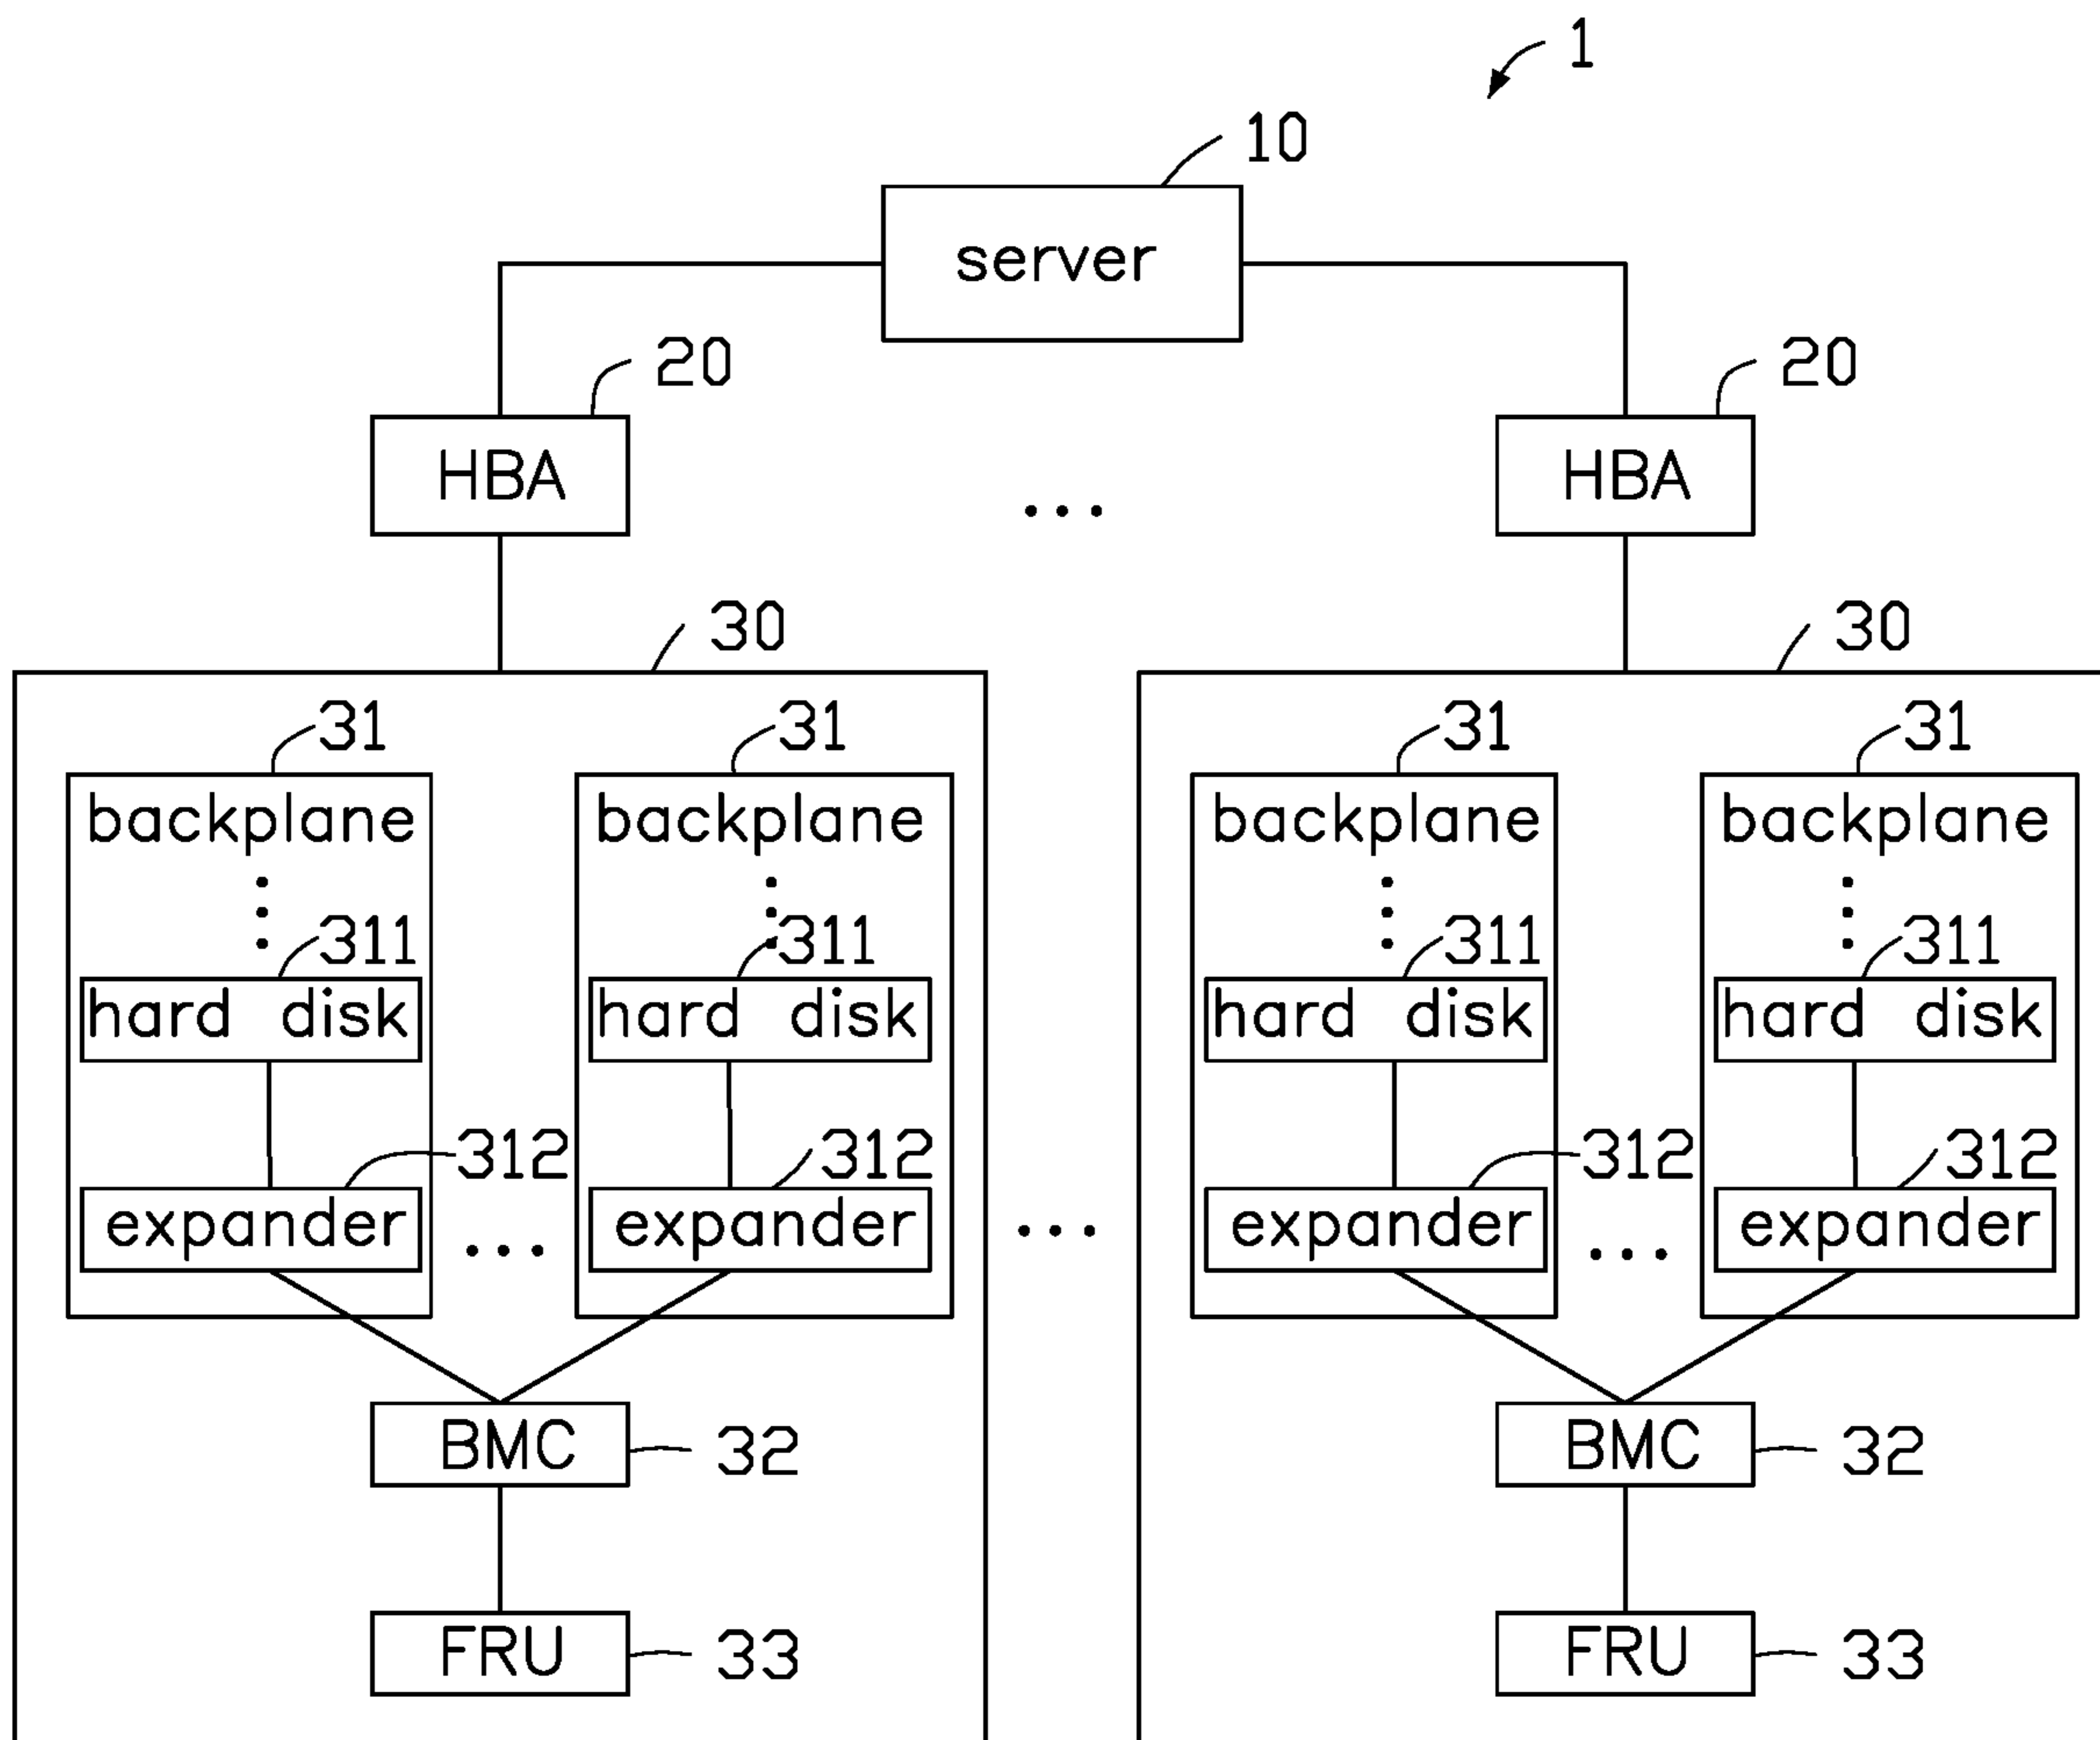 1
10
server
20 20
HBA HBA
...
30 30
31 31 31 31
backplane backplane backplane backplane
311 311 311 311
hard disk hard disk hard disk hard disk
312 312 312 312
expander expander expander expander
... ... ...
BMC 32 BMC 32
FRU 33 FRU 33